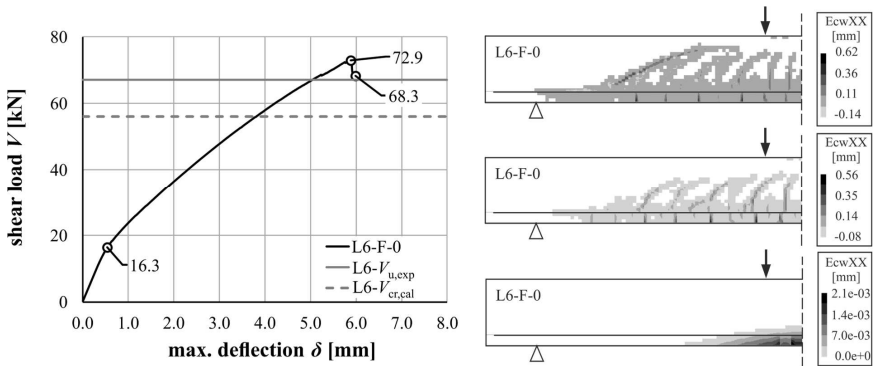 shear load V [kN]
80
60
40
20
0
72.9
68.3
16.3
L6-F-0
L6-Vu,exp
L6-Vcr,cal
0.0 1.0 2.0 3.0 4.0 5.0 6.0 7.0 8.0
max. deflection δ [mm]
L6-F-0
EcwXX
[mm]
0.62
0.36
0.11
-0.14
L6-F-0
EcwXX
[mm]
0.56
0.35
0.14
-0.08
L6-F-0
EcwXX
[mm]
2.1e-03
1.4e-03
7.0e-03
0.0e+0